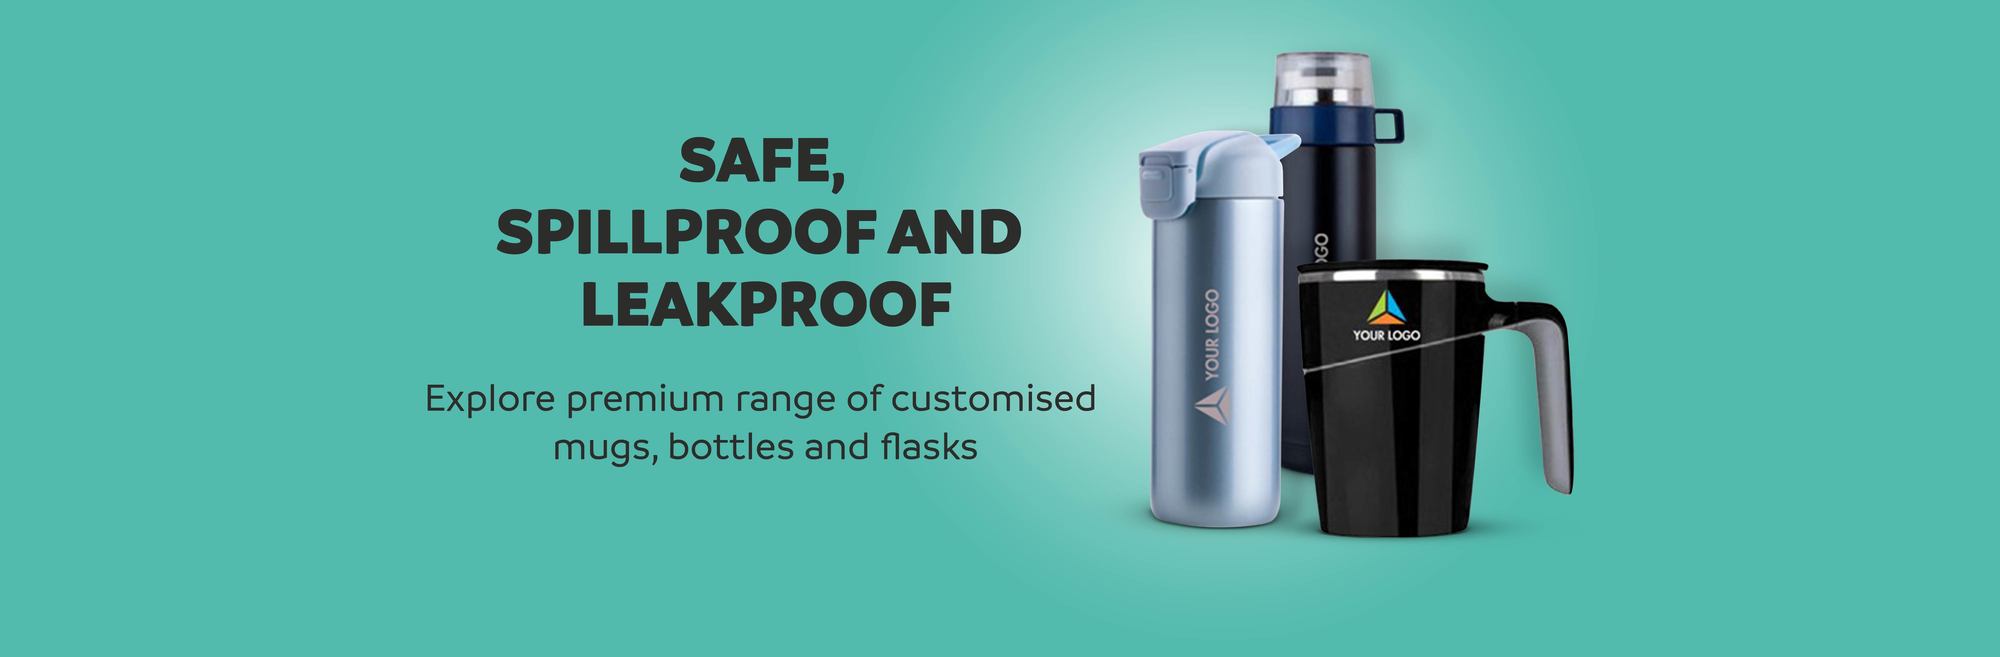 SAFE,
SPILLPROOF AND
LEAKPROOF
Explore premium range of customised
mugs, bottles and flasks
YOUR LOGO
YOUR LOGO